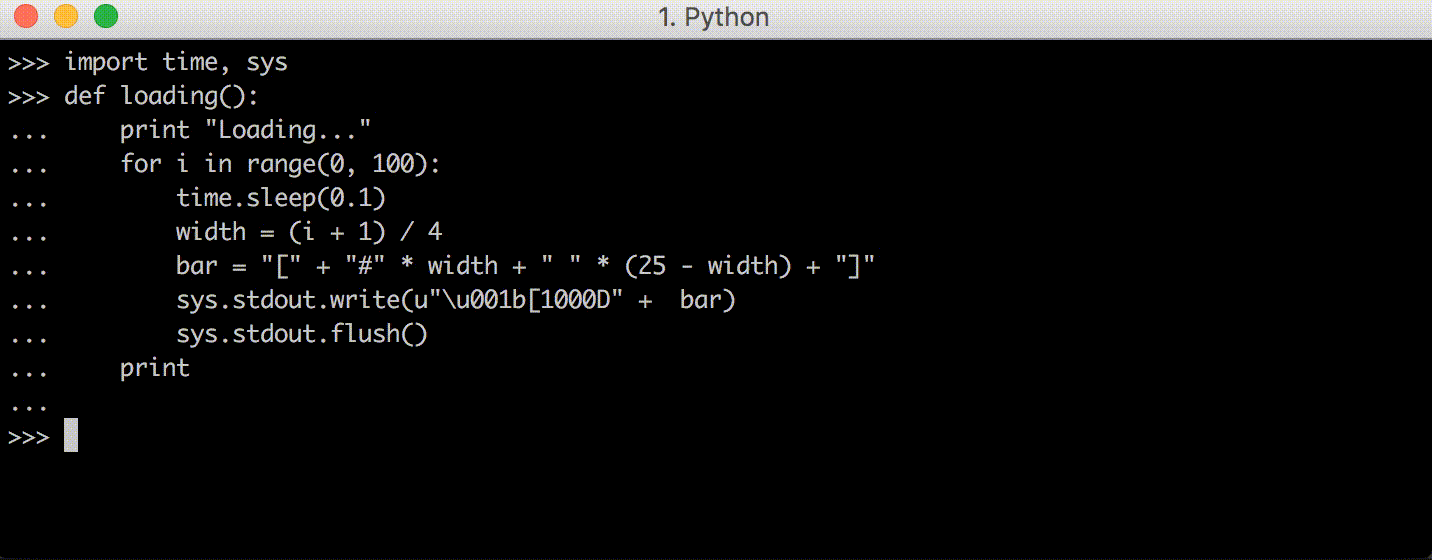 1. Python
>>> import time, sys
>>> def loading():
...     print "Loading..."
...     for i in range(0, 100):
...         time.sleep(0.1)
...         width = (i + 1) / 4
...         bar = "[" + "#" * width + " " * (25 - width) + "]"
...         sys.stdout.write(u"\u001b[1000D" +  bar)
...         sys.stdout.flush()
...     print
...
>>>